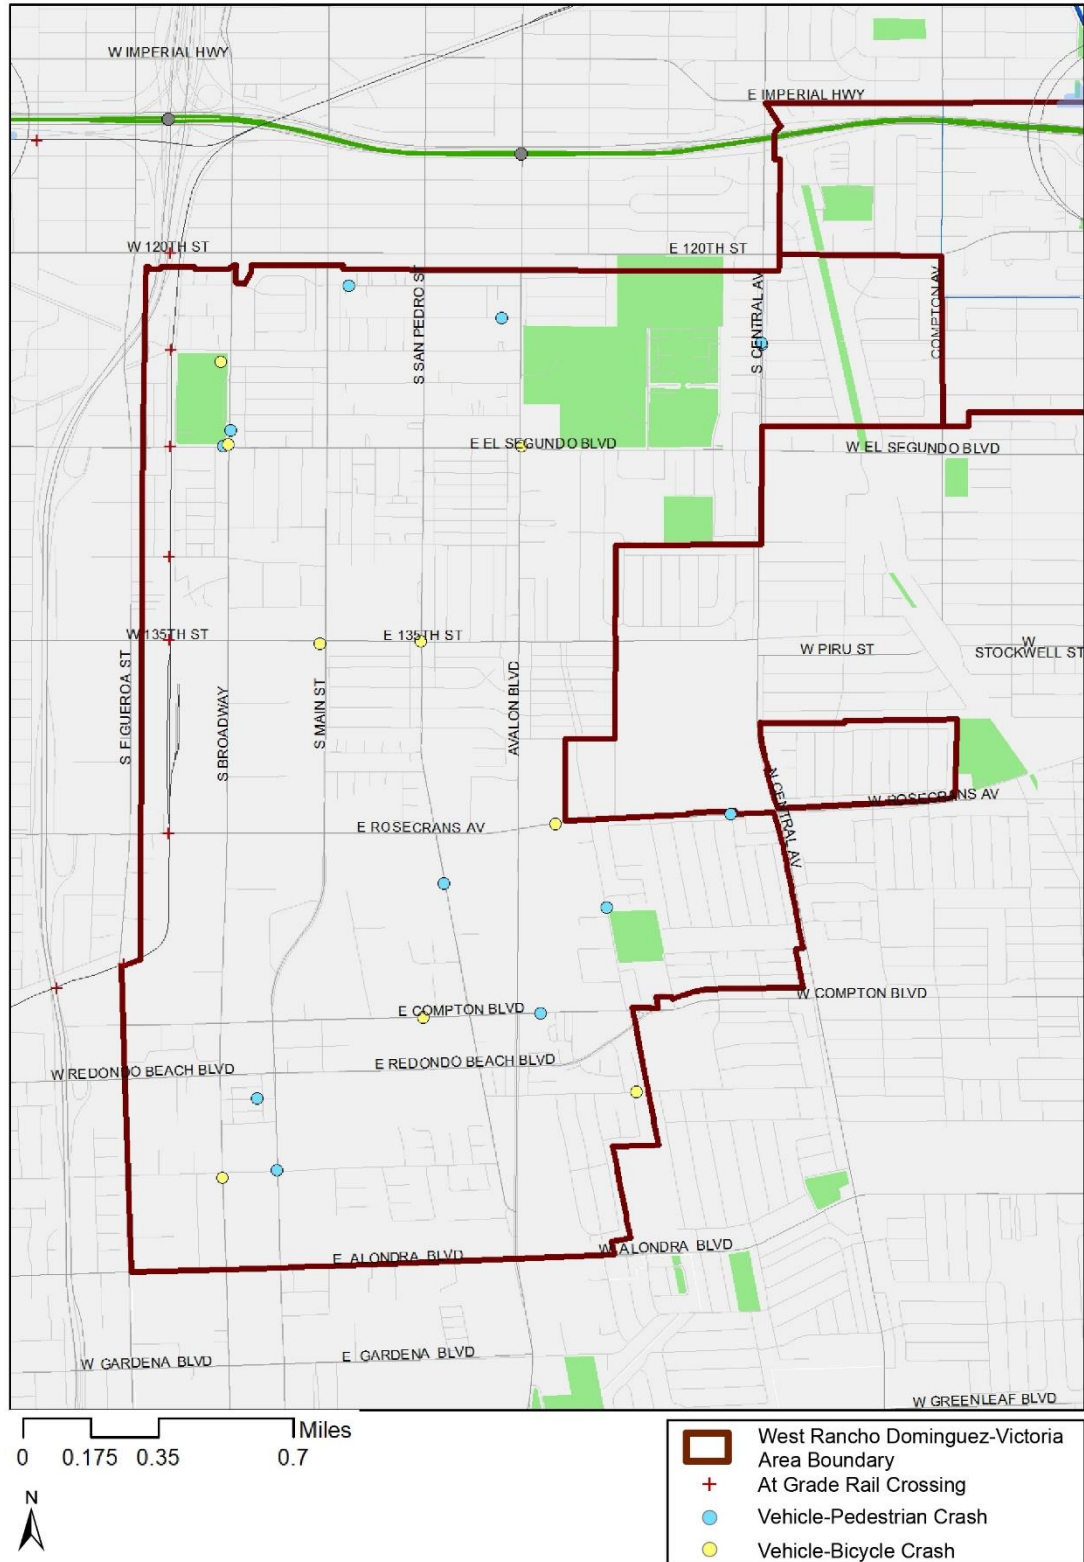 W IMPERIAL HWY
E IMPERIAL HWY
W 120TH ST
E 120TH ST
S SAN PEDRO ST
S CENTRAL AV
COMPTON AV
E EL SEGUNDO BLVD
W EL SEGUNDO BLVD
W 135TH ST
E 135TH ST
W PIRU ST
W
STOCKWELL ST
S FIGUEROA ST
S BROADWAY
S MAIN ST
AVALON BLVD
N CENTRAL AV
W ROSECRANS AV
E ROSECRANS AV
W COMPTON BLVD
E COMPTON BLVD
E REDONDO BEACH BLVD
W REDONDO BEACH BLVD
E ALONDRA BLVD
W ALONDRA BLVD
W GARDENA BLVD
E GARDENA BLVD
W GREENLEAF BLVD
Miles
0 0.175 0.35 0.7
N
West Rancho Dominguez-Victoria
Area Boundary
At Grade Rail Crossing
Vehicle-Pedestrian Crash
Vehicle-Bicycle Crash